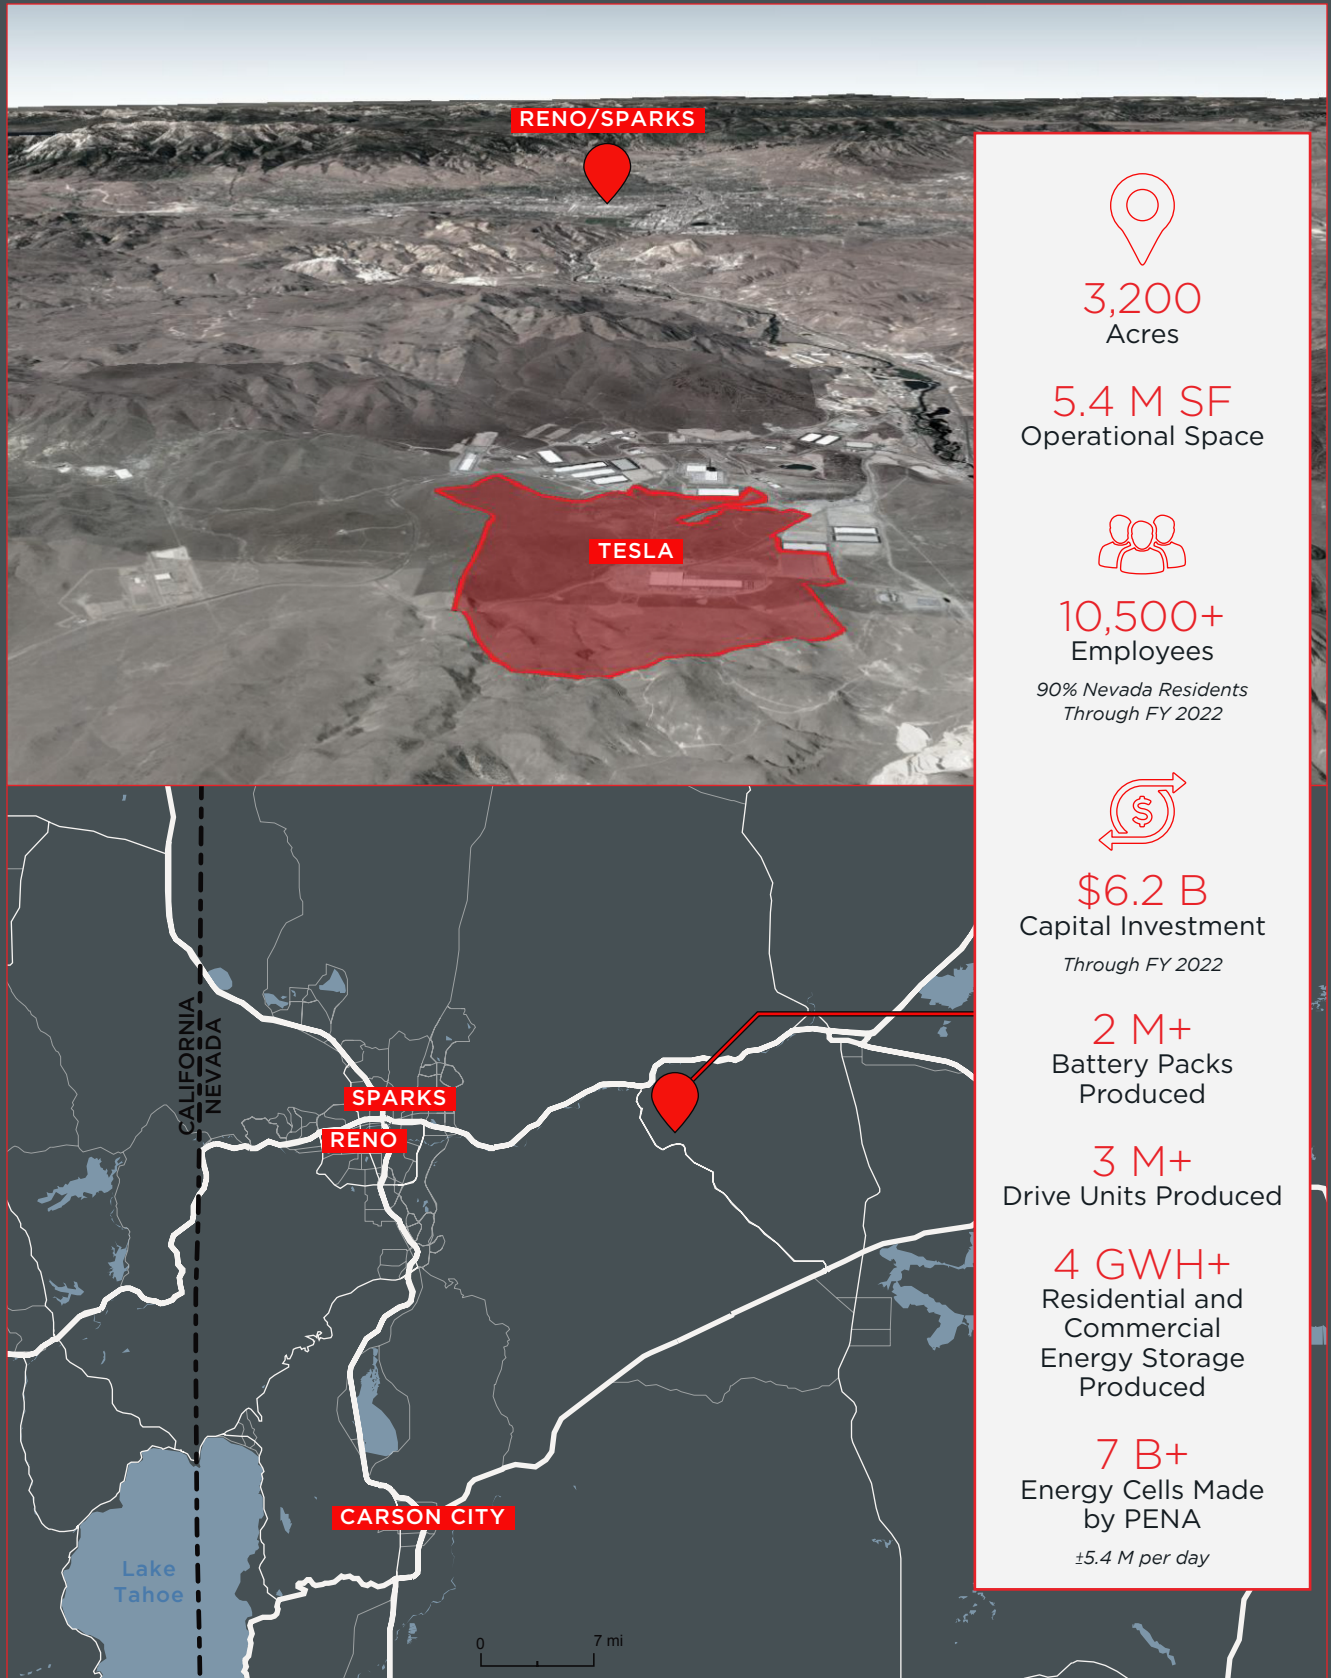 RENO/SPARKS
TESLA
3,200
Acres
5.4 M SF
Operational Space
10,500+
Employees
90% Nevada Residents
Through FY 2022
$
$6.2 B
Capital Investment
Through FY 2022
2 M+
Battery Packs
Produced
3 M+
Drive Units Produced
4 GWH+
Residential and
Commercial
Energy Storage
Produced
7 B+
Energy Cells Made
by PENA
±5.4 M per day
CALIFORNIA
NEVADA
SPARKS
RENO
CARSON CITY
Lake
Tahoe
0 7 mi